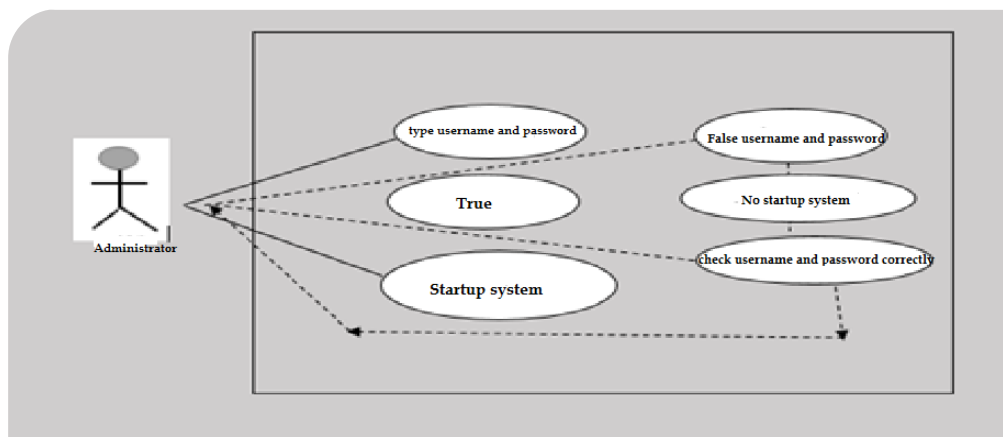 type username and password
False username and password
True
No startup system
Administrator
check username and password correctly
Startup system